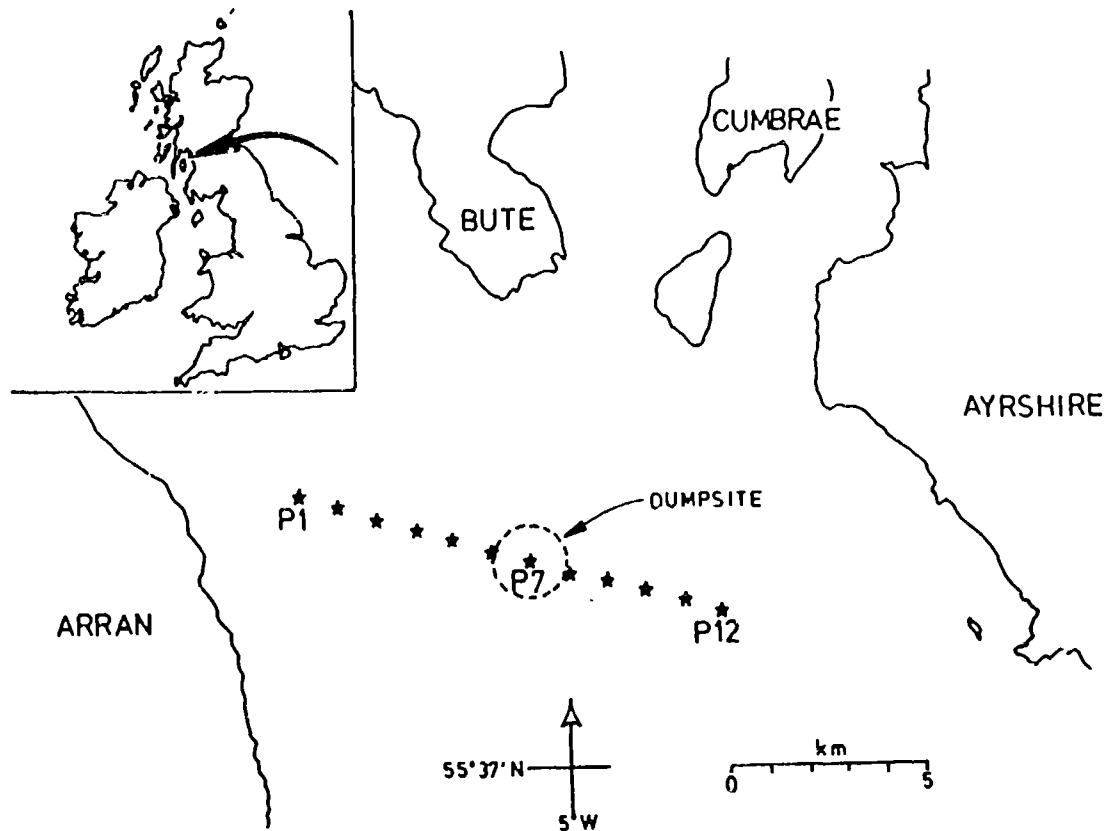 CUMBRAE
BUTE
AYRSHIRE
DUMPSITE
P1
P7
ARRAN
P12
km
55°37'N
0 5
5°W